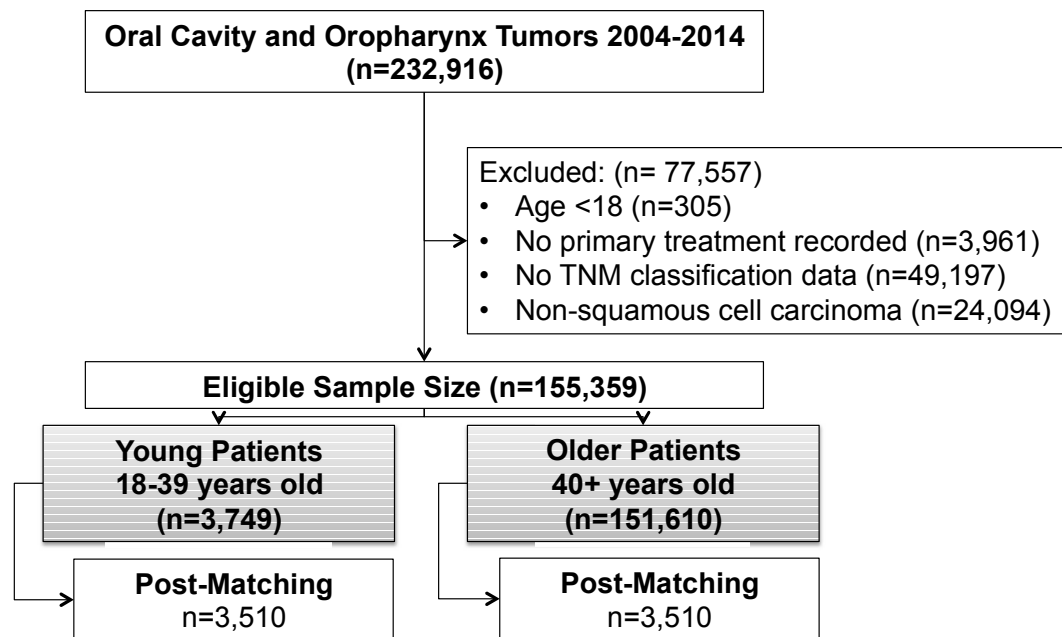 Oral Cavity and Oropharynx Tumors 2004-2014
(n=232,916)
Excluded: (n= 77,557)
• Age <18 (n=305)
• No primary treatment recorded (n=3,961)
• No TNM classification data (n=49,197)
• Non-squamous cell carcinoma (n=24,094)
Eligible Sample Size (n=155,359)
Young Patients
18-39 years old
(n=3,749)
Older Patients
40+ years old
(n=151,610)
Post-Matching
n=3,510
Post-Matching
n=3,510